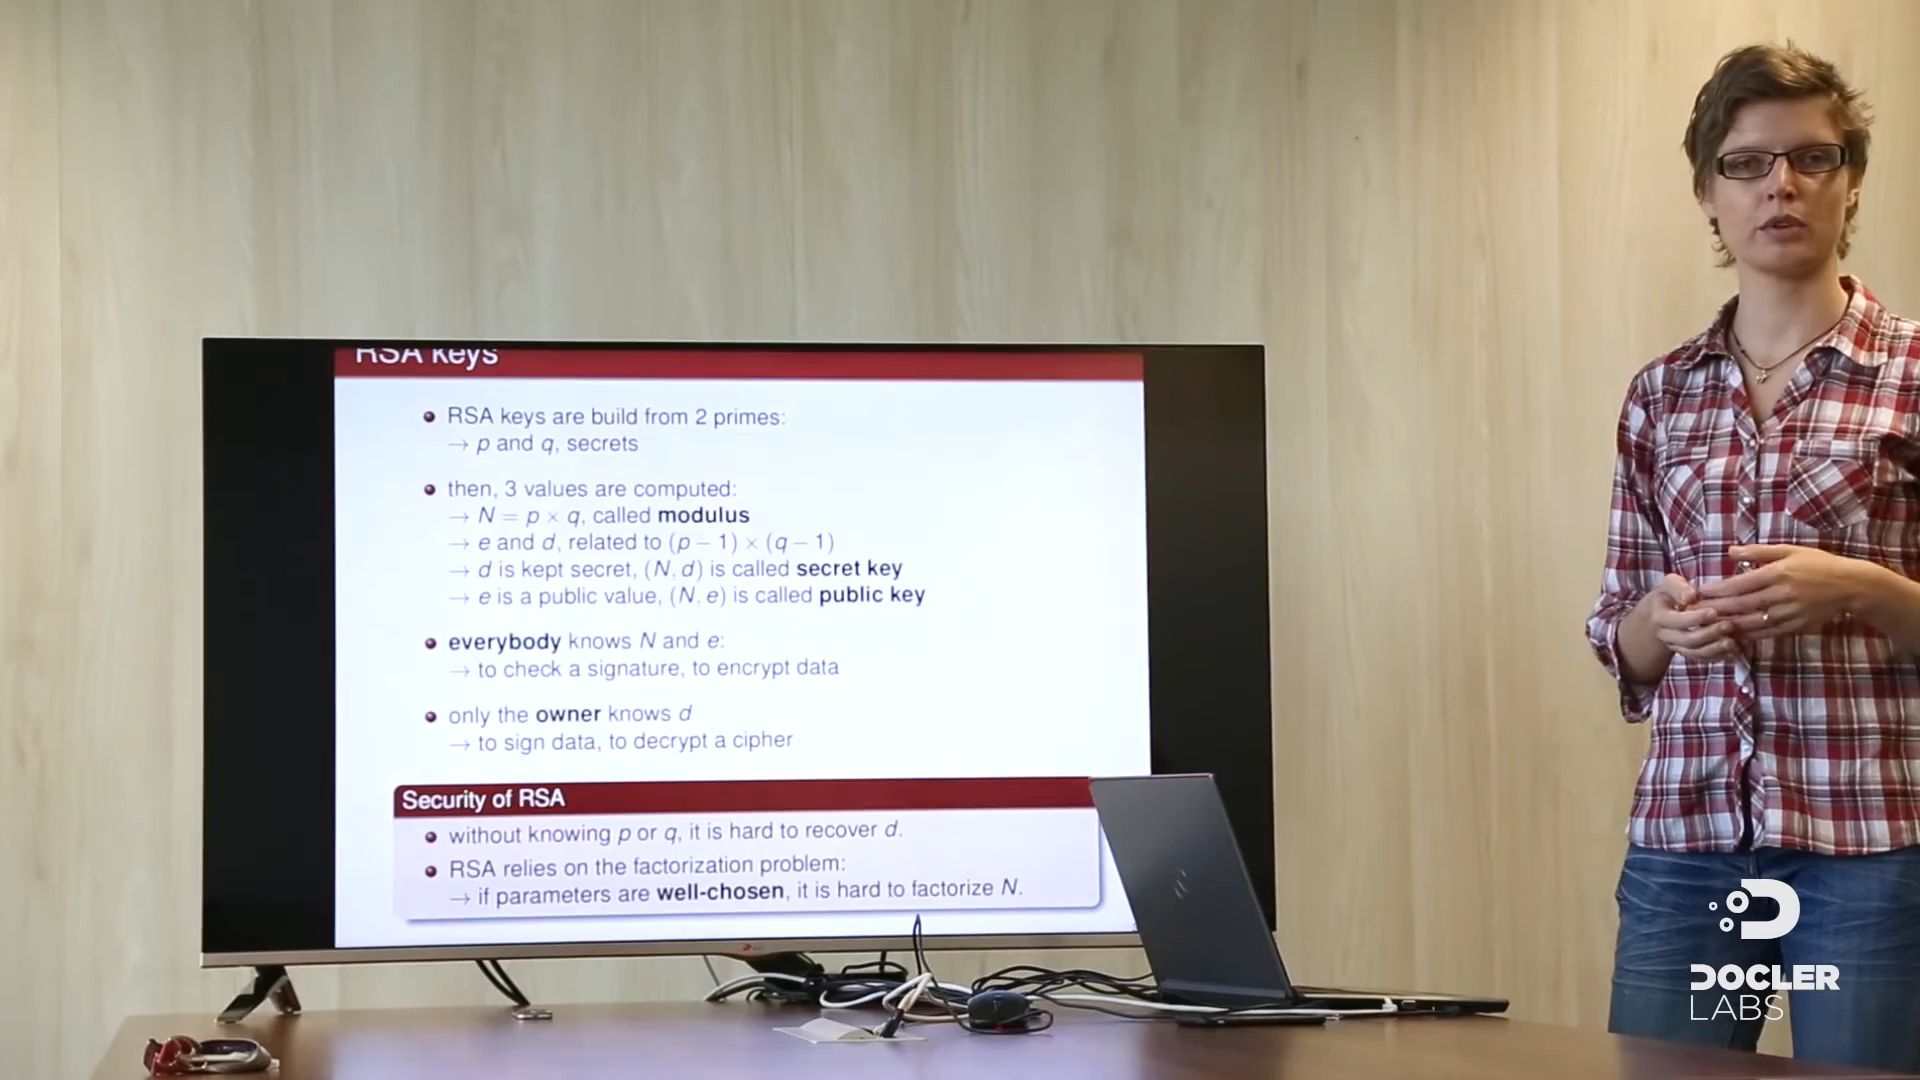 RSA keys
RSA keys are build from 2 primes:
→ p and q, secrets
then, 3 values are computed:
→ N = p × q, called modulus
→ e and d, related to (p − 1) × (q − 1)
→ d is kept secret, (N, d) is called secret key
→ e is a public value, (N, e) is called public key
everybody knows N and e:
→ to check a signature, to encrypt data
only the owner knows d
→ to sign data, to decrypt a cipher
Security of RSA
without knowing p or q, it is hard to recover d.
RSA relies on the factorization problem:
→ if parameters are well-chosen, it is hard to factorize N.
DOCLER
LABS